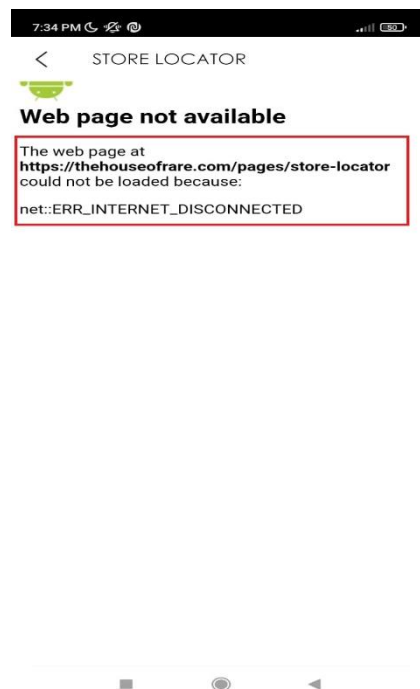 7:34 PM
50
STORE LOCATOR
Web page not available
The web page at
https://thehouseofrare.com/pages/store-locator
could not be loaded because:
net::ERR_INTERNET_DISCONNECTED